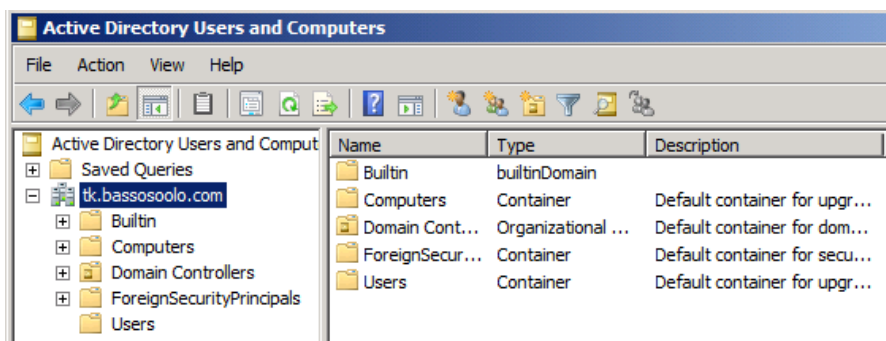 Active Directory Users and Computers
File Action View Help
Active Directory Users and Comput
Saved Queries
tk.bassosoolo.com
Builtin
Computers
Domain Controllers
ForeignSecurityPrincipals
Users
Name Type Description
Builtin builtinDomain
Computers Container Default container for upgr...
Domain Cont... Organizational ... Default container for dom...
ForeignSecur... Container Default container for secu...
Users Container Default container for upgr...